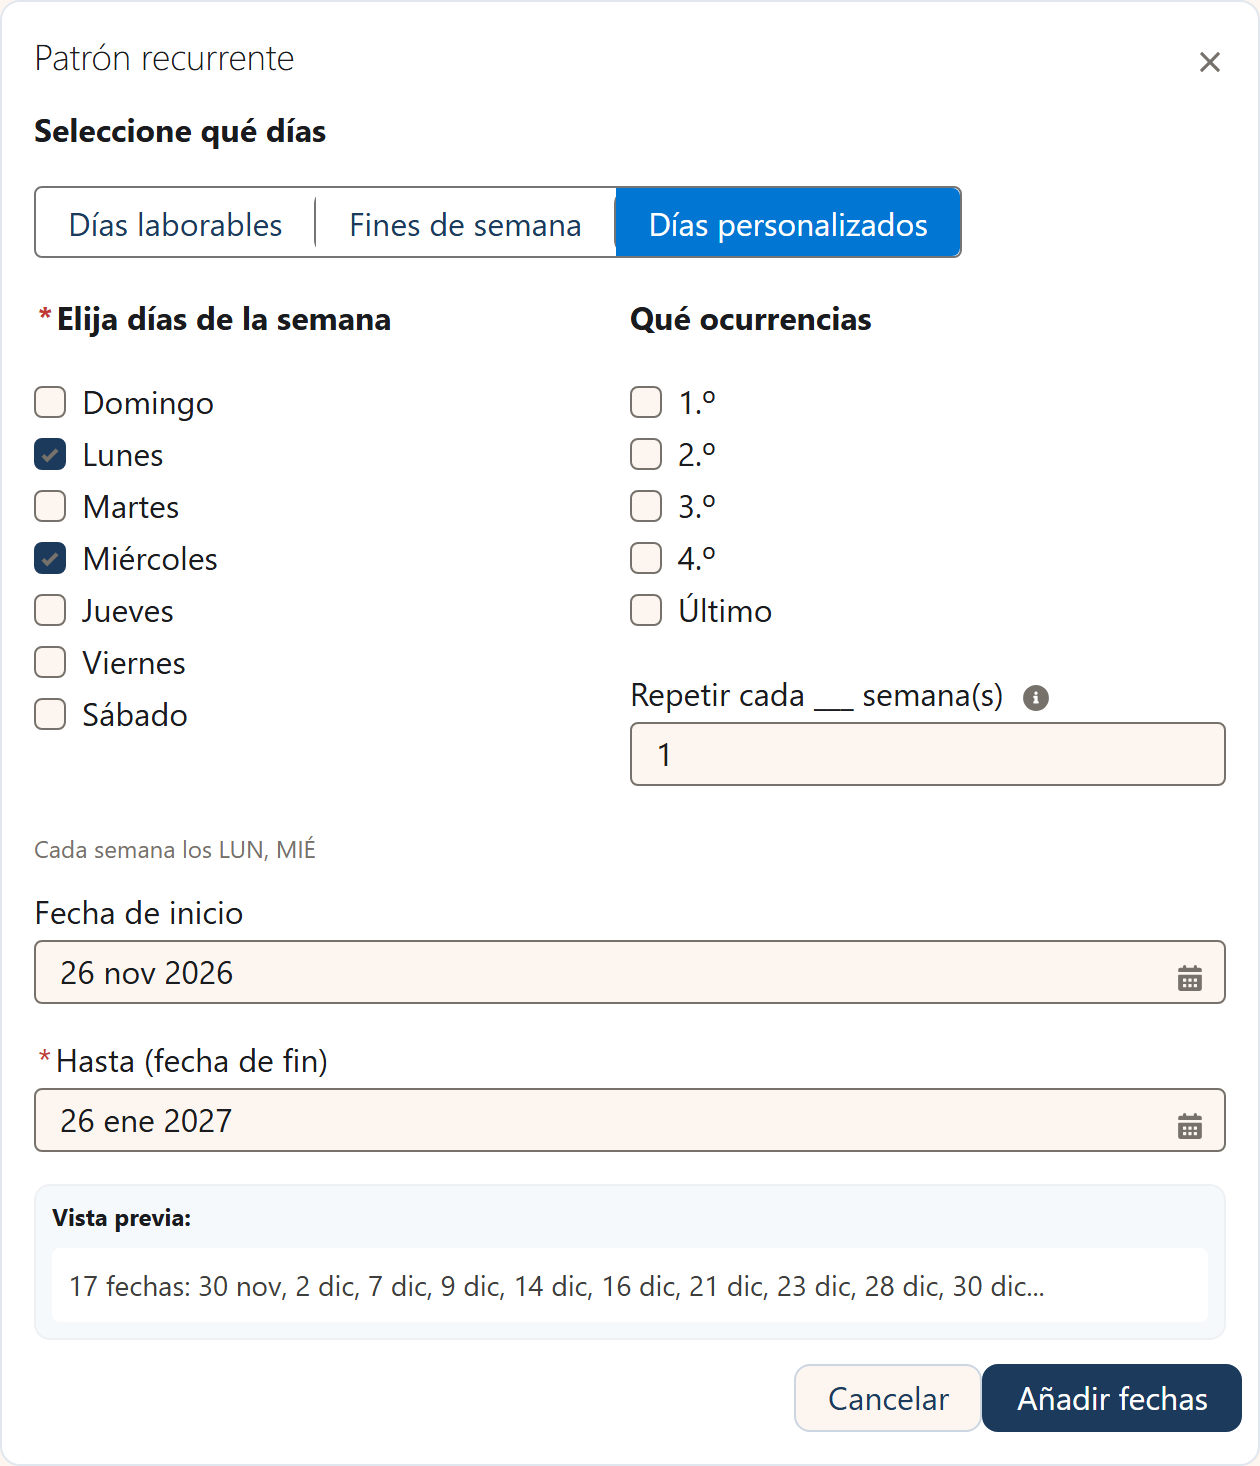 Patrón recurrente
Seleccione qué días
Días laborables
Fines de semana
Días personalizados
*Elija días de la semana
Domingo
Lunes
Martes
Miércoles
Jueves
Viernes
Sábado
Qué ocurrencias
1.º
2.º
3.º
4.º
Último
Repetir cada ___ semana(s)
1
Cada semana los LUN, MIÉ
Fecha de inicio
26 nov 2026
*Hasta (fecha de fin)
26 ene 2027
Vista previa:
17 fechas: 30 nov, 2 dic, 7 dic, 9 dic, 14 dic, 16 dic, 21 dic, 23 dic, 28 dic, 30 dic...
Cancelar
Añadir fechas